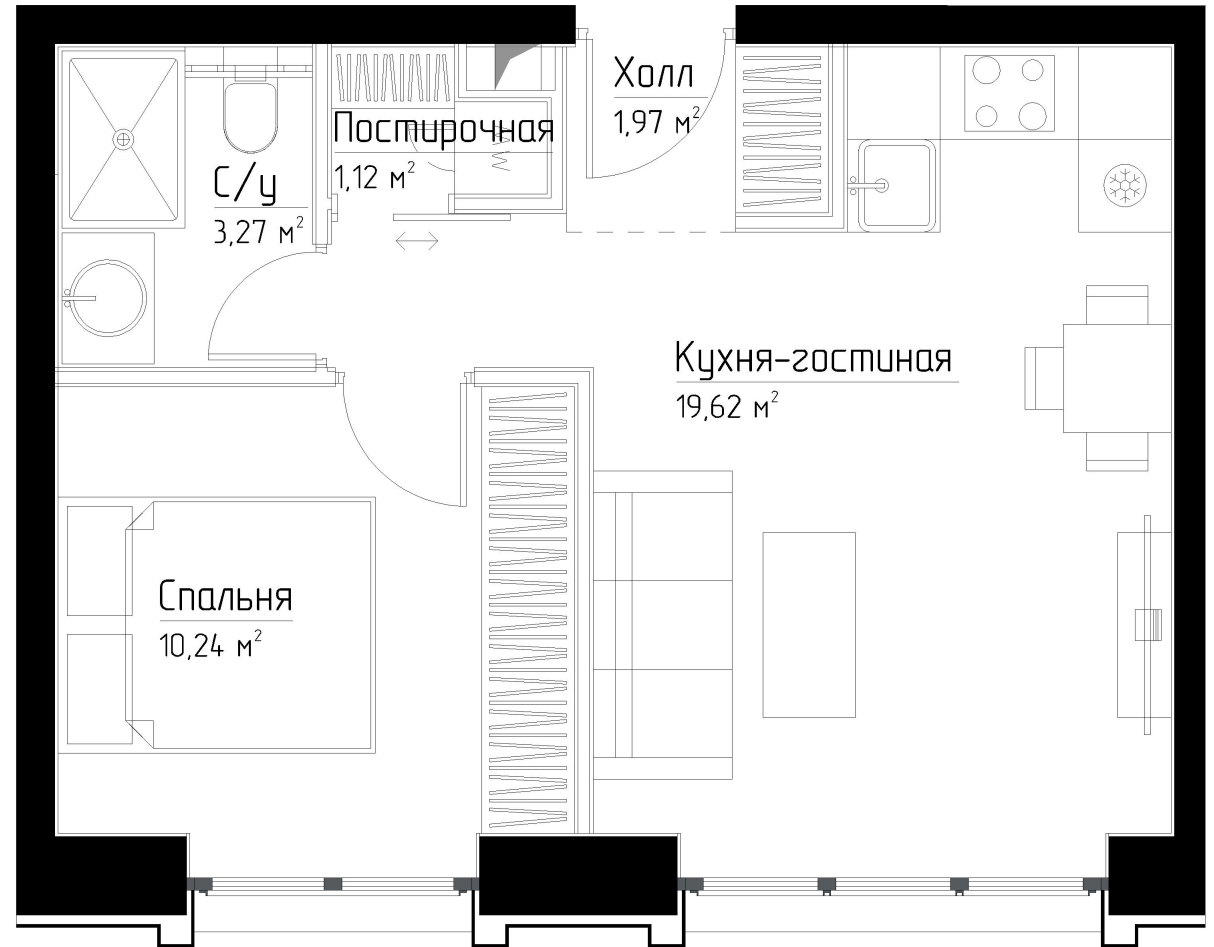 Холл
1,97 м²
Постирочная
1,12 м²
С/у
3,27 м²
Кухня-гостиная
19,62 м²
Спальня
10,24 м²